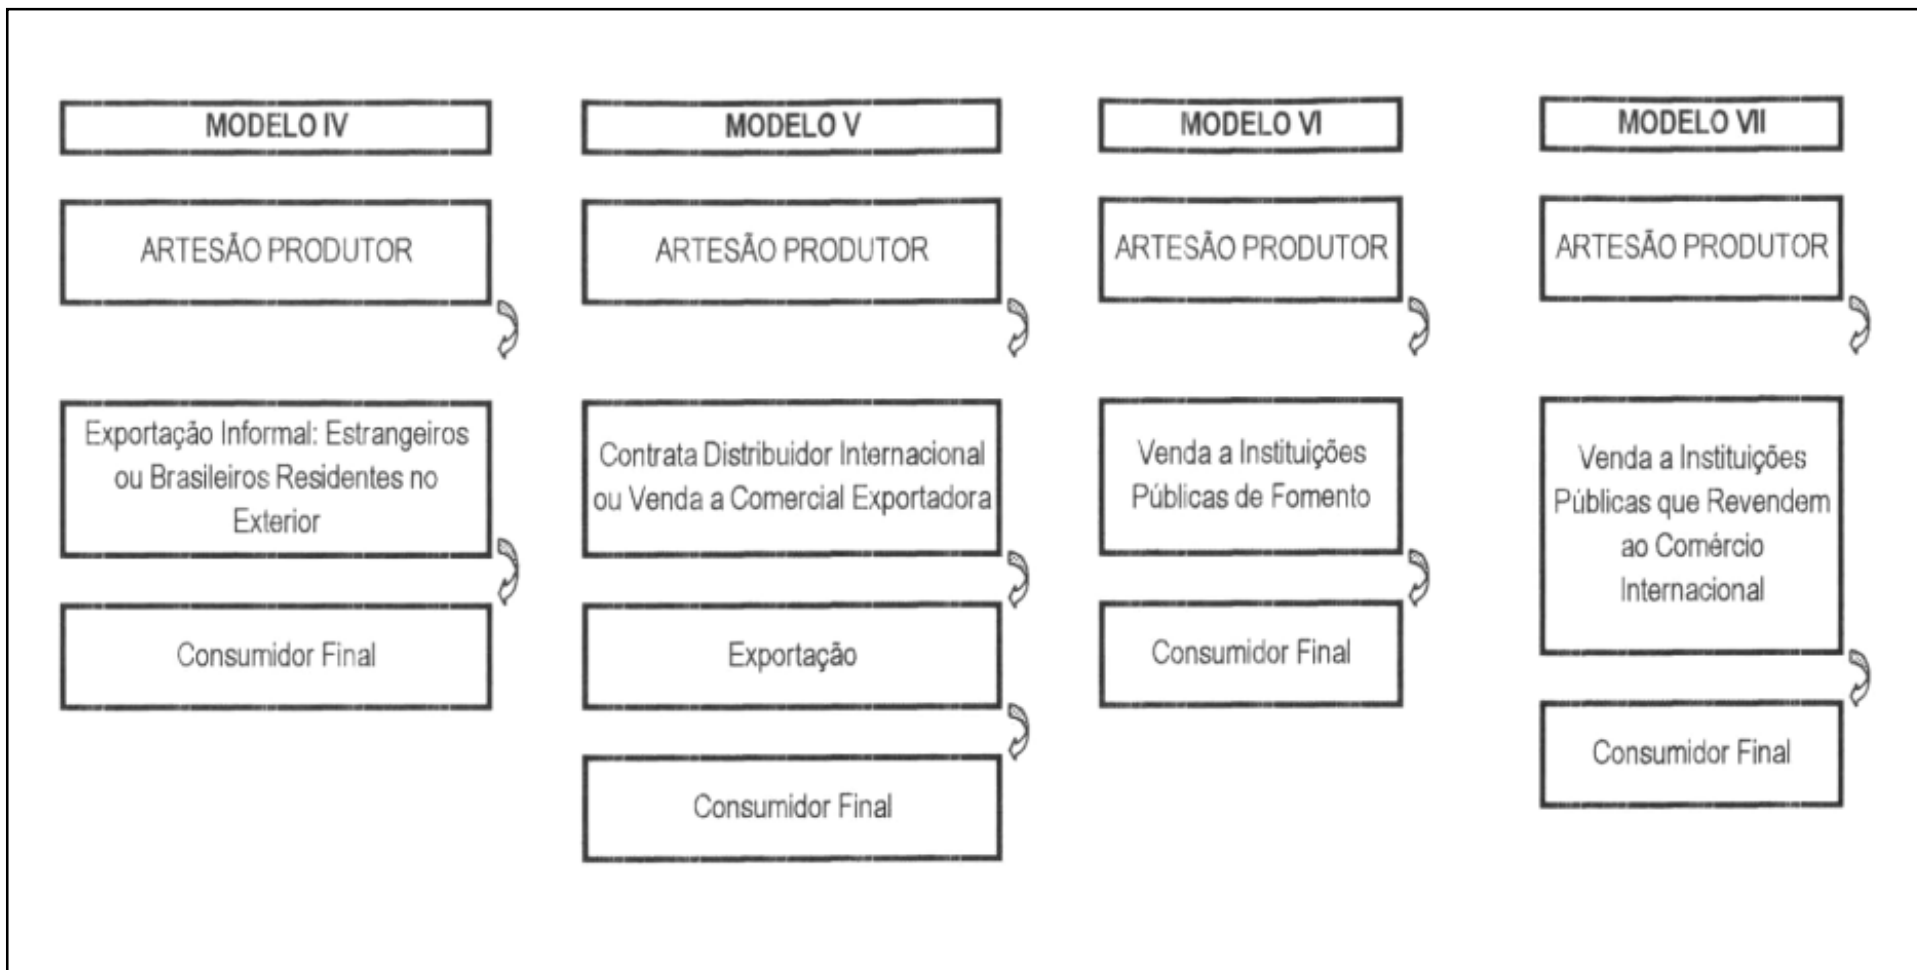 MODELO IV
ARTESÃO PRODUTOR
Exportação Informal: Estrangeiros
ou Brasileiros Residentes no
Exterior
Consumidor Final
MODELO V
ARTESÃO PRODUTOR
Contrata Distribuidor Internacional
ou Venda a Comercial Exportadora
Exportação
Consumidor Final
MODELO VI
ARTESÃO PRODUTOR
Venda a Instituições
Públicas de Fomento
Consumidor Final
MODELO VII
ARTESÃO PRODUTOR
Venda a Instituições
Públicas que Revendem
ao Comércio
Internacional
Consumidor Final